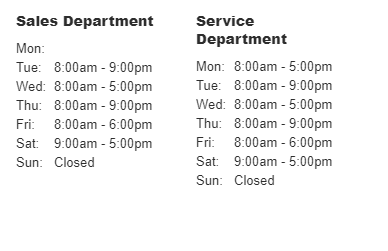 Sales Department
Mon:
Tue: 8:00am - 9:00pm
Wed: 8:00am - 5:00pm
Thu: 8:00am - 9:00pm
Fri: 8:00am - 6:00pm
Sat: 9:00am - 5:00pm
Sun: Closed
Service
Department
Mon: 8:00am - 5:00pm
Tue: 8:00am - 9:00pm
Wed: 8:00am - 5:00pm
Thu: 8:00am - 9:00pm
Fri: 8:00am - 6:00pm
Sat: 9:00am - 5:00pm
Sun: Closed